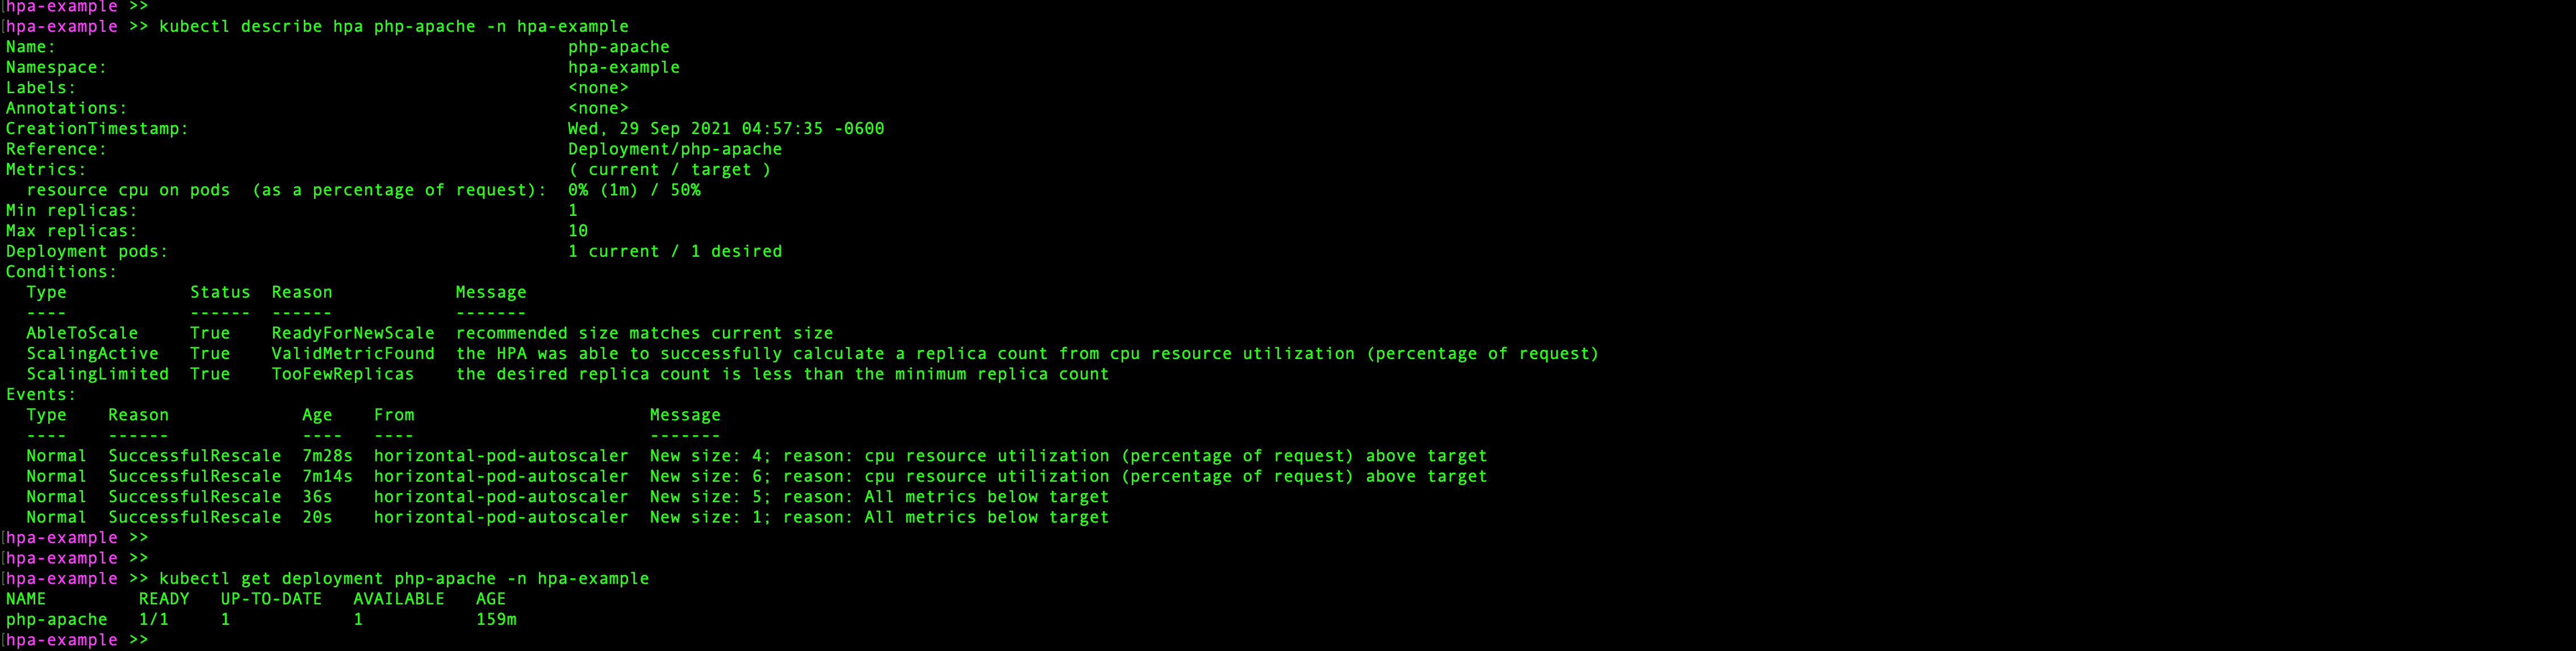 hpa-example >>
hpa-example >> kubectl describe hpa php-apache -n hpa-example
Name:                                                  php-apache
Namespace:                                             hpa-example
Labels:                                                <none>
Annotations:                                           <none>
CreationTimestamp:                                     Wed, 29 Sep 2021 04:57:35 -0600
Reference:                                             Deployment/php-apache
Metrics:                                               ( current / target )
  resource cpu on pods  (as a percentage of request):  0% (1m) / 50%
Min replicas:                                          1
Max replicas:                                          10
Deployment pods:                                       1 current / 1 desired
Conditions:
  Type            Status  Reason            Message
  ----            ------  ------            -------
  AbleToScale     True    ReadyForNewScale  recommended size matches current size
  ScalingActive   True    ValidMetricFound  the HPA was able to successfully calculate a replica count from cpu resource utilization (percentage of request)
  ScalingLimited  True    TooFewReplicas    the desired replica count is less than the minimum replica count
Events:
  Type    Reason             Age    From                       Message
  ----    ------             ----   ----                       -------
  Normal  SuccessfulRescale  7m28s  horizontal-pod-autoscaler  New size: 4; reason: cpu resource utilization (percentage of request) above target
  Normal  SuccessfulRescale  7m14s  horizontal-pod-autoscaler  New size: 6; reason: cpu resource utilization (percentage of request) above target
  Normal  SuccessfulRescale  36s    horizontal-pod-autoscaler  New size: 5; reason: All metrics below target
  Normal  SuccessfulRescale  20s    horizontal-pod-autoscaler  New size: 1; reason: All metrics below target
hpa-example >>
hpa-example >>
hpa-example >> kubectl get deployment php-apache -n hpa-example
NAME         READY   UP-TO-DATE   AVAILABLE   AGE
php-apache   1/1     1            1           159m
hpa-example >>